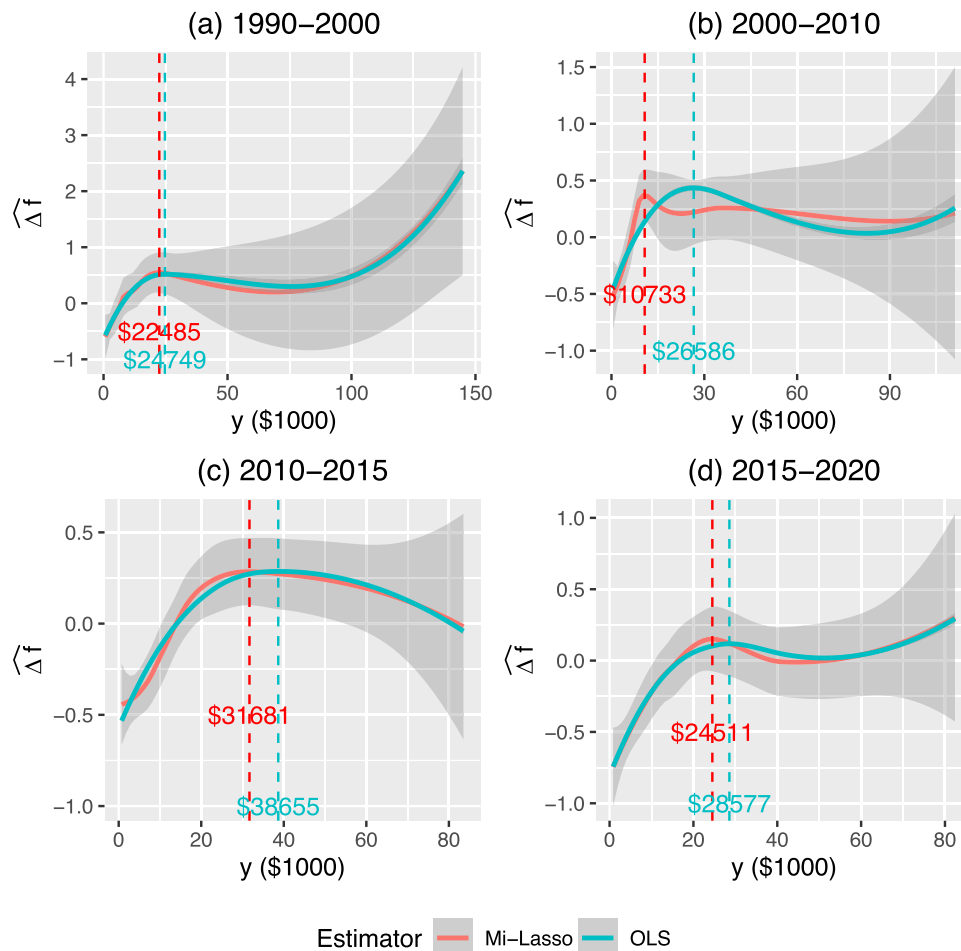 (a) 1990−2000
4
3
2
1
0
−1
Δ̂f
$22485
$24749
0 50 100 150
y ($1000)
(b) 2000−2010
1.5
1.0
0.5
0.0
−0.5
−1.0
Δ̂f
$10733
$26586
0 30 60 90
y ($1000)
(c) 2010−2015
0.5
0.0
−0.5
−1.0
Δ̂f
$31681
$38655
0 20 40 60 80
y ($1000)
(d) 2015−2020
1.0
0.5
0.0
−0.5
−1.0
Δ̂f
$24511
$28577
0 20 40 60 80
y ($1000)
Estimator Mi−Lasso OLS